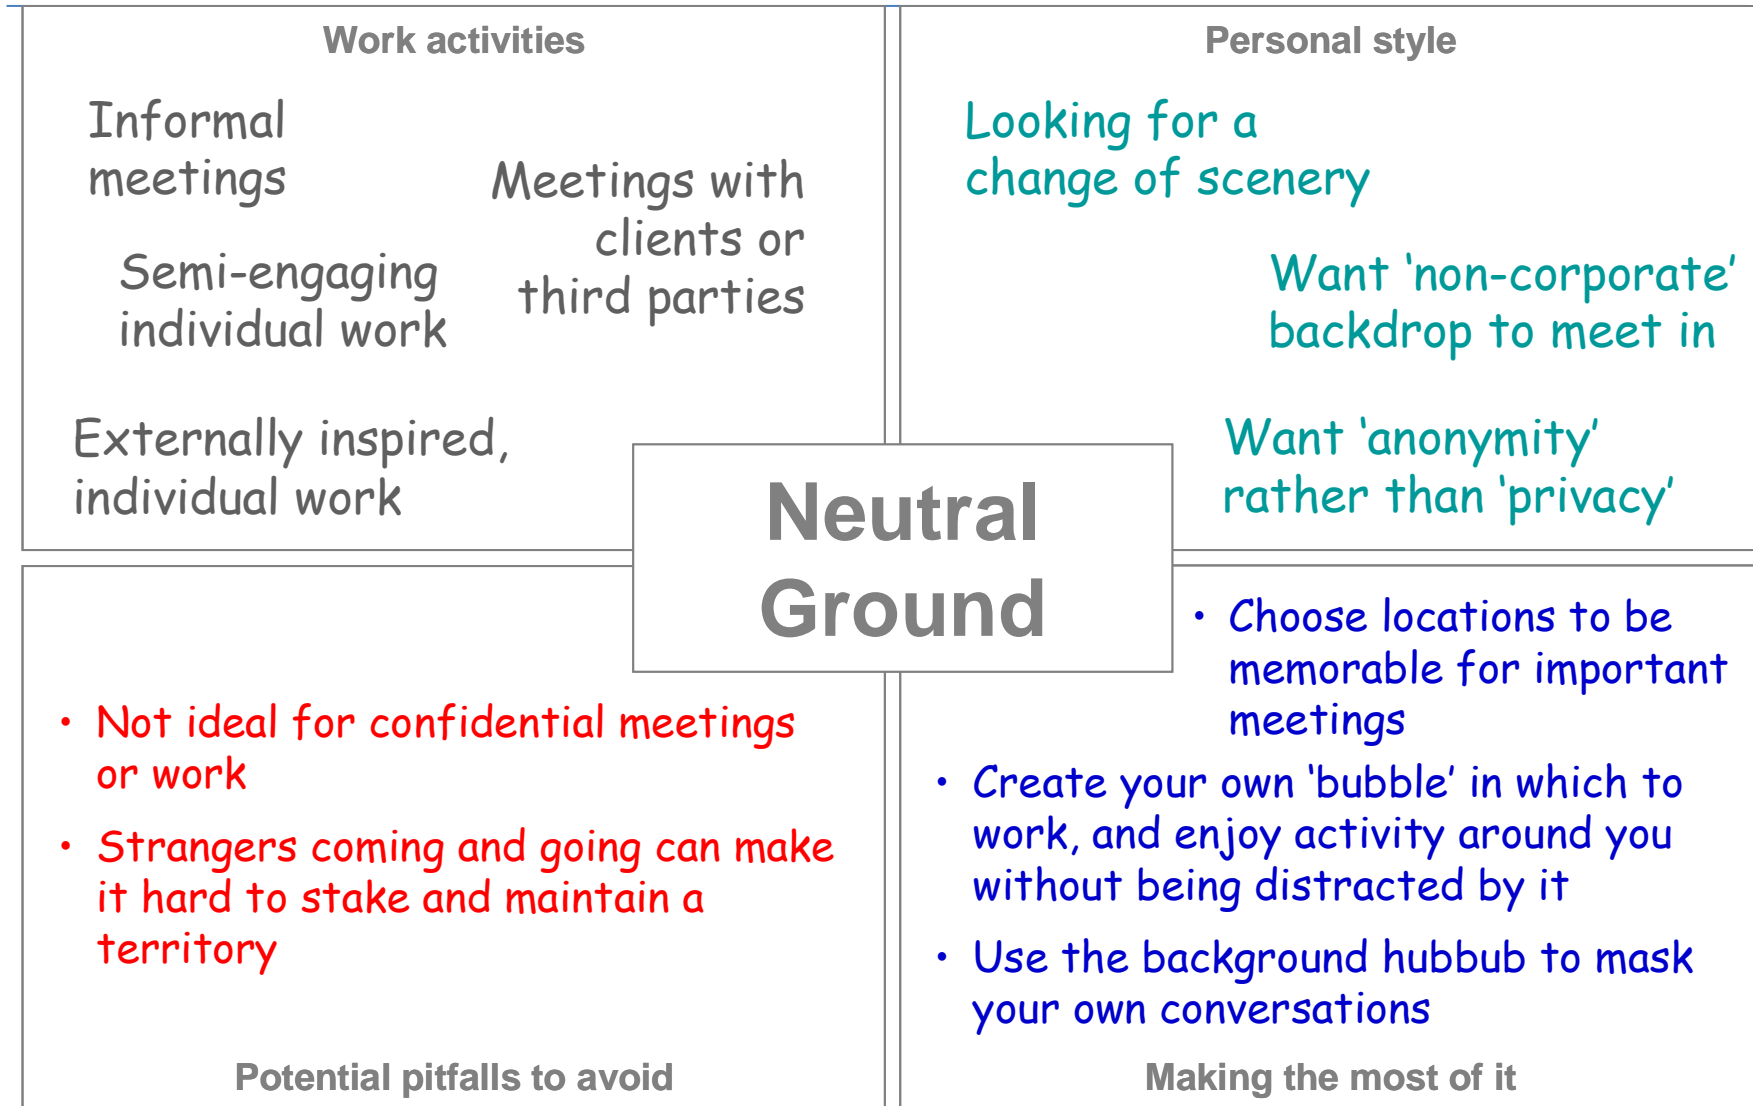 Work activities
Informal
meetings
Meetings with
clients or
third parties
Semi-engaging
individual work
Externally inspired,
individual work
Personal style
Looking for a
change of scenery
Want ‘non-corporate’
backdrop to meet in
Want ‘anonymity’
rather than ‘privacy’
Neutral
Ground
• Not ideal for confidential meetings
or work
• Strangers coming and going can make
it hard to stake and maintain a
territory
Potential pitfalls to avoid
• Choose locations to be
memorable for important
meetings
• Create your own ‘bubble’ in which to
work, and enjoy activity around you
without being distracted by it
• Use the background hubbub to mask
your own conversations
Making the most of it